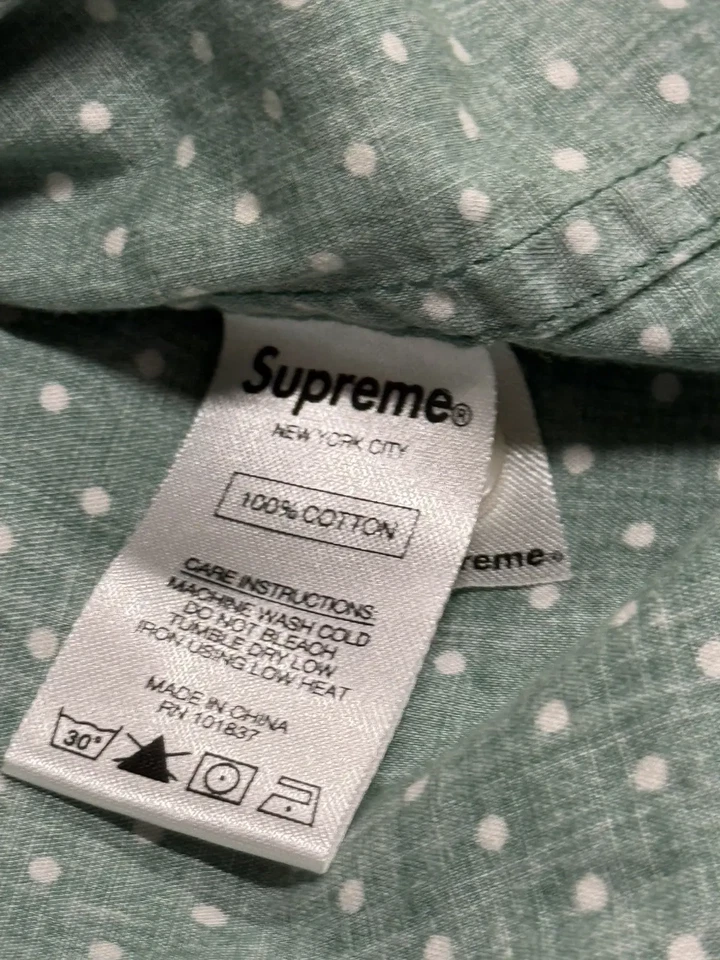 Supreme®
NEW YORK CITY
100% COTTON
CARE INSTRUCTIONS
MACHINE WASH COLD
DO NOT BLEACH
TUMBLE DRY LOW
IRON USING LOW HEAT
MADE IN CHINA
RN 101837
30°
reme®